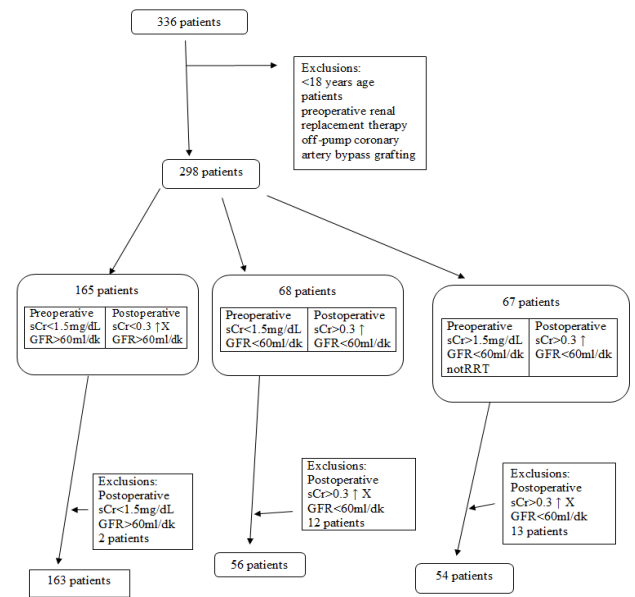 336 patients
Exclusions:
<18 years age
patients
preoperative renal
replacement therapy
off-pump coronary
artery bypass grafting
298 patients
165 patients
Preoperative
sCr<1.5mg/dL
GFR>60ml/dk
Postoperative
sCr<0.3 ↑ X
GFR>60ml/dk
68 patients
Preoperative
sCr<1.5mg/dL
GFR<60ml/dk
Postoperative
sCr>0.3 ↑
GFR<60ml/dk
67 patients
Preoperative
sCr>1.5mg/dL
GFR<60ml/dk
notRRT
Postoperative
sCr>0.3 ↑
GFR<60ml/dk
Exclusions:
Postoperative
sCr<1.5mg/dL
GFR>60ml/dk
2 patients
Exclusions:
Postoperative
sCr>0.3 ↑ X
GFR<60ml/dk
12 patients
Exclusions:
Postoperative
sCr>0.3 ↑ X
GFR<60ml/dk
13 patients
163 patients
56 patients
54 patients